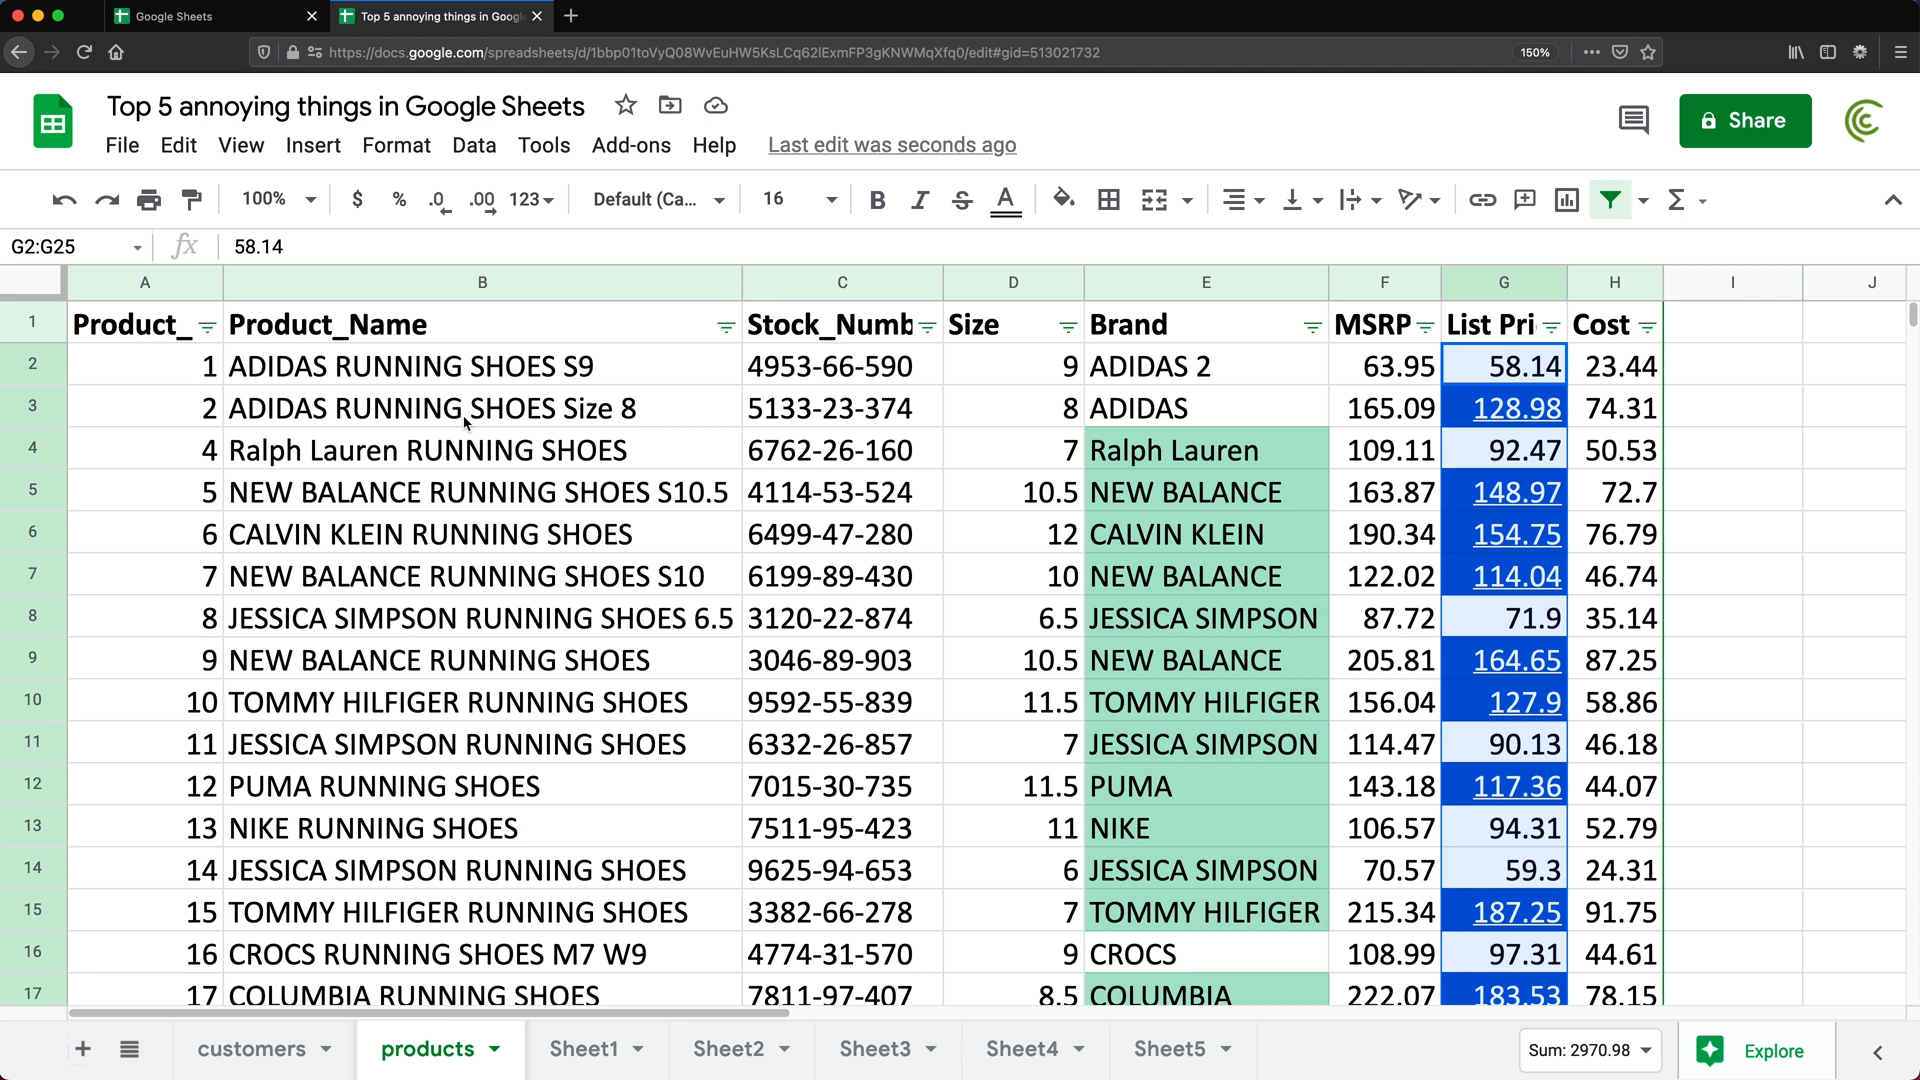 Google Sheets
Top 5 annoying things in Googl
https://docs.google.com/spreadsheets/d/1bbp01toVyQ08WvEuHW5KsLCq62lExmFP3gKNWMqXfq0/edit#gid=513021732 150%
Top 5 annoying things in Google Sheets
Share
File Edit View Insert Format Data Tools Add-ons Help Last edit was seconds ago
100% $ % .0 .00 123 Default (Ca... 16 B I S A Σ
G2:G25 fx 58.14
A B C D E F G H I J
1 Product_ Product_Name Stock_Numb Size Brand MSRP List Pri Cost
2 1 ADIDAS RUNNING SHOES S9 4953-66-590 9 ADIDAS 2 63.95 58.14 23.44
3 2 ADIDAS RUNNING SHOES Size 8 5133-23-374 8 ADIDAS 165.09 128.98 74.31
4 4 Ralph Lauren RUNNING SHOES 6762-26-160 7 Ralph Lauren 109.11 92.47 50.53
5 5 NEW BALANCE RUNNING SHOES S10.5 4114-53-524 10.5 NEW BALANCE 163.87 148.97 72.7
6 6 CALVIN KLEIN RUNNING SHOES 6499-47-280 12 CALVIN KLEIN 190.34 154.75 76.79
7 7 NEW BALANCE RUNNING SHOES S10 6199-89-430 10 NEW BALANCE 122.02 114.04 46.74
8 8 JESSICA SIMPSON RUNNING SHOES 6.5 3120-22-874 6.5 JESSICA SIMPSON 87.72 71.9 35.14
9 9 NEW BALANCE RUNNING SHOES 3046-89-903 10.5 NEW BALANCE 205.81 164.65 87.25
10 10 TOMMY HILFIGER RUNNING SHOES 9592-55-839 11.5 TOMMY HILFIGER 156.04 127.9 58.86
11 11 JESSICA SIMPSON RUNNING SHOES 6332-26-857 7 JESSICA SIMPSON 114.47 90.13 46.18
12 12 PUMA RUNNING SHOES 7015-30-735 11.5 PUMA 143.18 117.36 44.07
13 13 NIKE RUNNING SHOES 7511-95-423 11 NIKE 106.57 94.31 52.79
14 14 JESSICA SIMPSON RUNNING SHOES 9625-94-653 6 JESSICA SIMPSON 70.57 59.3 24.31
15 15 TOMMY HILFIGER RUNNING SHOES 3382-66-278 7 TOMMY HILFIGER 215.34 187.25 91.75
16 16 CROCS RUNNING SHOES M7 W9 4774-31-570 9 CROCS 108.99 97.31 44.61
17 17 COLUMBIA RUNNING SHOES 7811-97-407 8.5 COLUMBIA 222.07 183.53 78.15
customers products Sheet1 Sheet2 Sheet3 Sheet4 Sheet5 Sum: 2970.98 Explore